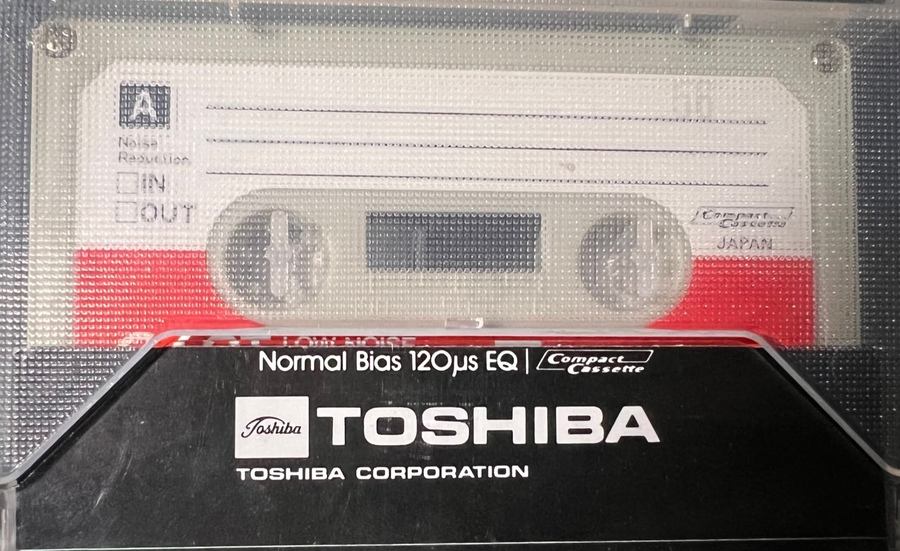 A
Noise
Reduction
IN
OUT
Compact
Cassette
JAPAN
LOW NOISE
Normal Bias 120µs EQ | Compact Cassette
Toshiba TOSHIBA
TOSHIBA CORPORATION